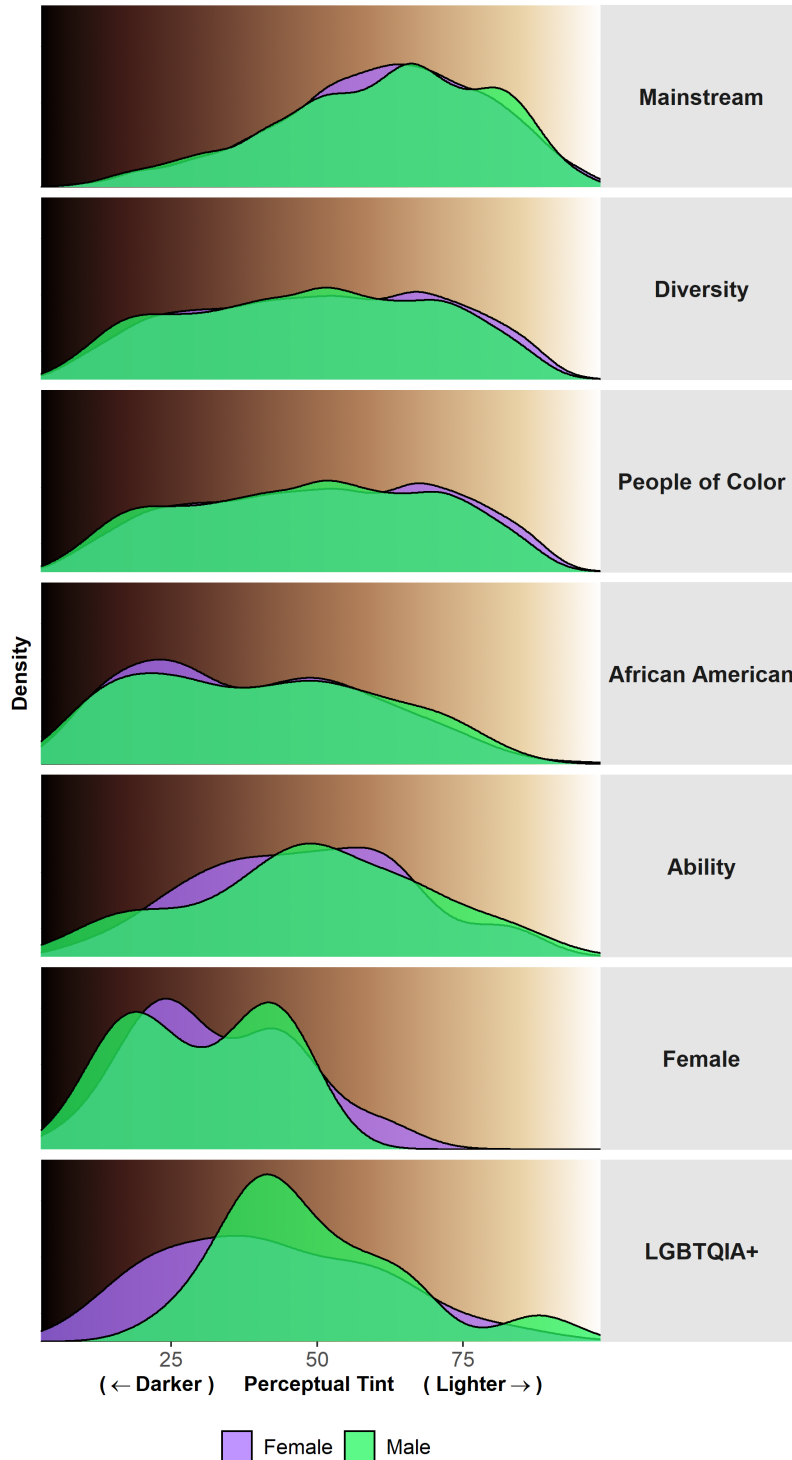 Mainstream
Diversity
People of Color
African American
Density
Ability
Female
LGBTQIA+
25 50 75
( ← Darker ) Perceptual Tint ( Lighter → )
Female Male